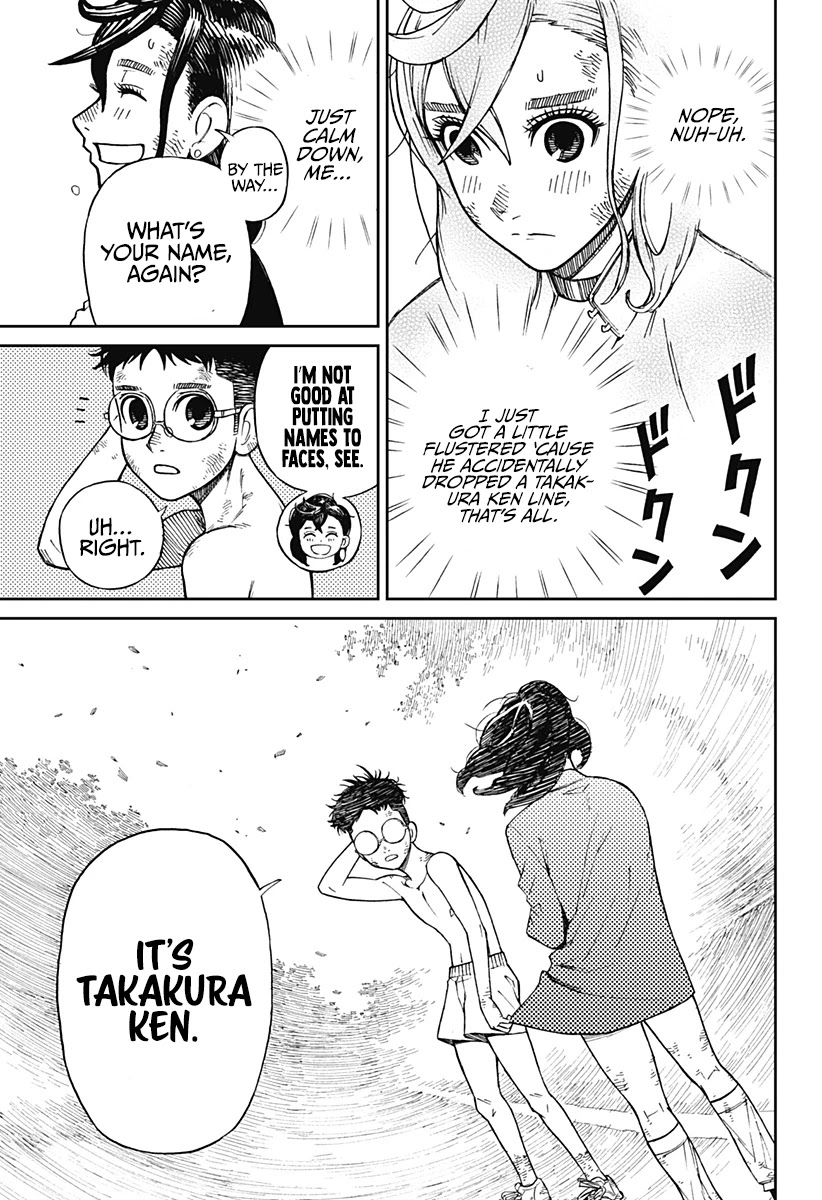 NOPE,
NUH-UH.
I JUST
GOT A LITTLE
FLUSTERED 'CAUSE
HE ACCIDENTALLY
DROPPED A TAKAK-
URA KEN LINE,
THAT'S ALL.
ドクン
ドクン
JUST
CALM
DOWN,
ME...
BY THE
WAY...
WHAT'S
YOUR NAME,
AGAIN?
I'M NOT
GOOD AT
PUTTING
NAMES TO
FACES, SEE.
UH...
RIGHT.
IT'S
TAKAKURA
KEN.